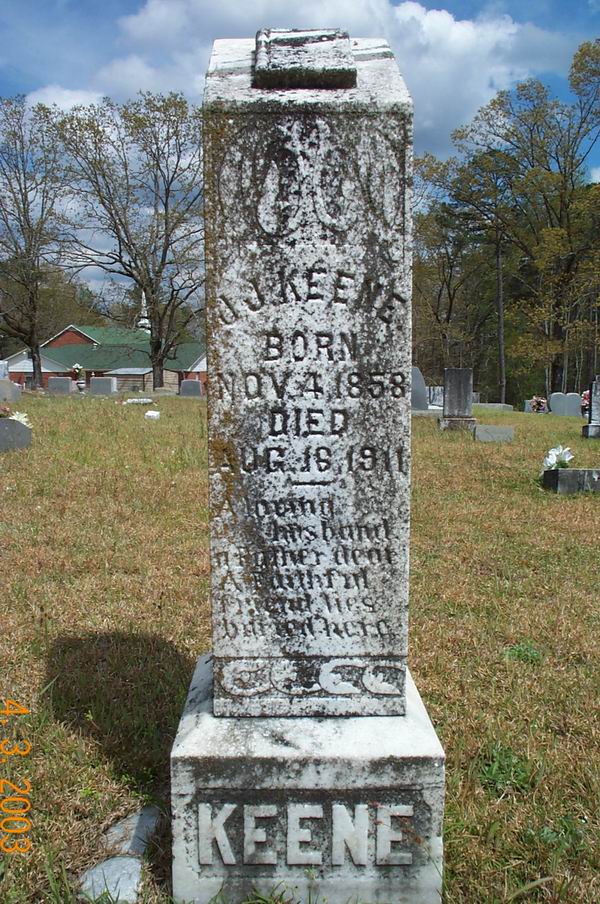 J.J. KEENE
BORN
NOV. 4, 1858
DIED
AUG. 16, 1911
A loving
husband
a father dear
A faithful
friend lies
buried here
KEENE
4. 3. 2003